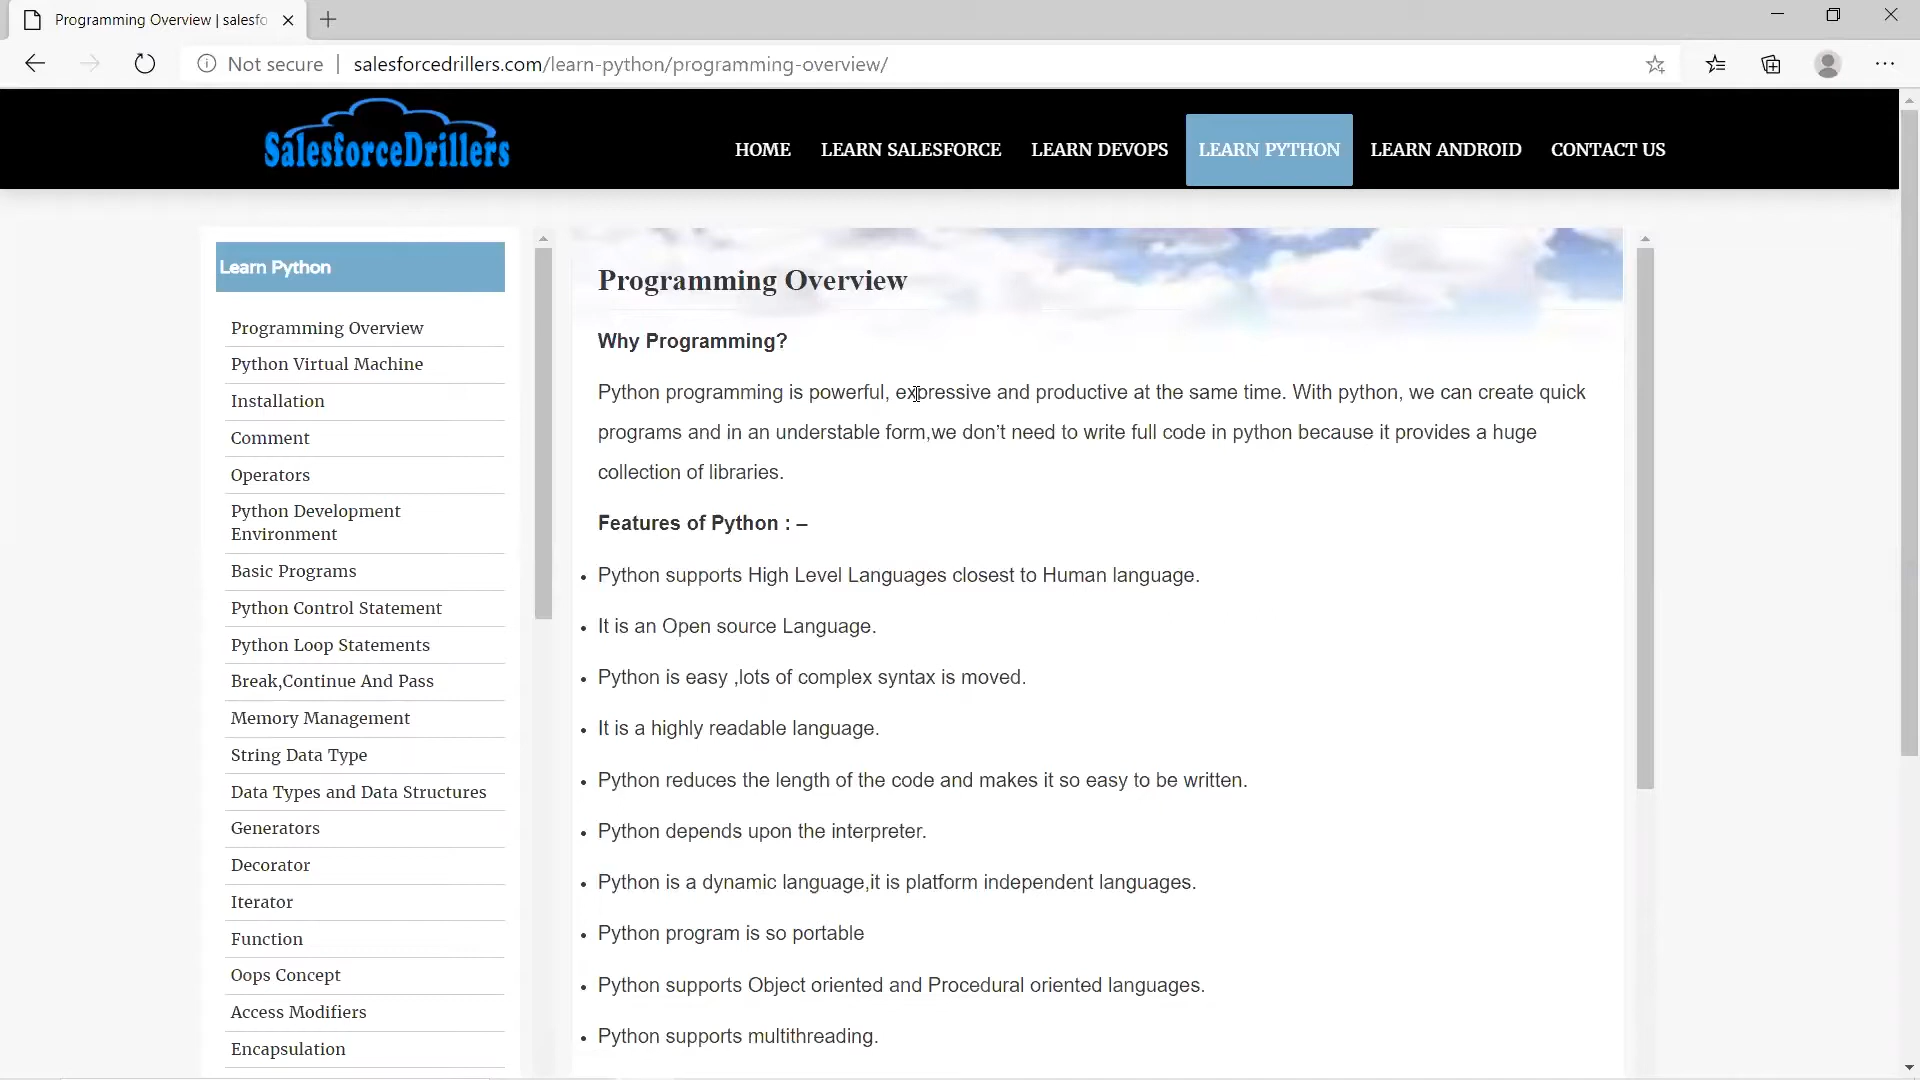 Programming Overview | salesfo
Not secure | salesforcedrillers.com/learn-python/programming-overview/
SalesforceDrillers
HOME LEARN SALESFORCE LEARN DEVOPS LEARN PYTHON LEARN ANDROID CONTACT US
Learn Python
Programming Overview
Python Virtual Machine
Installation
Comment
Operators
Python Development
Environment
Basic Programs
Python Control Statement
Python Loop Statements
Break,Continue And Pass
Memory Management
String Data Type
Data Types and Data Structures
Generators
Decorator
Iterator
Function
Oops Concept
Access Modifiers
Encapsulation
Programming Overview
Why Programming?
Python programming is powerful, expressive and productive at the same time. With python, we can create quick
programs and in an understable form,we don’t need to write full code in python because it provides a huge
collection of libraries.
Features of Python : –
• Python supports High Level Languages closest to Human language.
• It is an Open source Language.
• Python is easy ,lots of complex syntax is moved.
• It is a highly readable language.
• Python reduces the length of the code and makes it so easy to be written.
• Python depends upon the interpreter.
• Python is a dynamic language,it is platform independent languages.
• Python program is so portable
• Python supports Object oriented and Procedural oriented languages.
• Python supports multithreading.